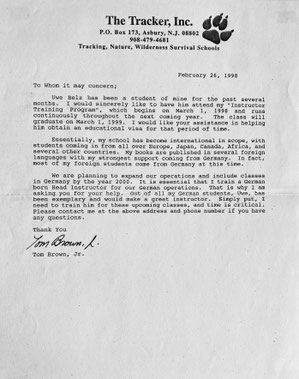 The Tracker, Inc.
P.O. Box 173, Asbury, N.J. 08802
908-479-4681
Tracking, Nature, Wilderness Survival Schools
February 26, 1998
To Whom it may concern;
Uwe Belz has been a student of mine for the past several
months. I would sincerely like to have him attend my "Instructor
Training Program", which begins on March 1, 1998 and runs
continuously throughout the next coming year. The class will
graduate on March 1, 1999. I would like your assistance in helping
him obtain an educational visa for that period of time.
Essentially, my school has become international in scope, with
students coming in from all over Europe, Japan, Canada, Africa, and
several other countries. My books are published in several foreign
languages with my strongest support coming from Germany. In fact,
most of my foreign students come from Germany at this time.
We are planning to expand our operations and include classes
in Germany by the year 2000. It is essential that I train a German
born Head Instructor for our German operations. That is why I am
asking you for your help. Out of all my German students, Uwe, has
been exemplary and would make a great instructor. Simply put, I
need to train him for these upcoming classes, and time is critical.
Please contact me at the above address and phone number if you have
any questions.
Thank You
Tom Brown, Jr.
Tom Brown, Jr.